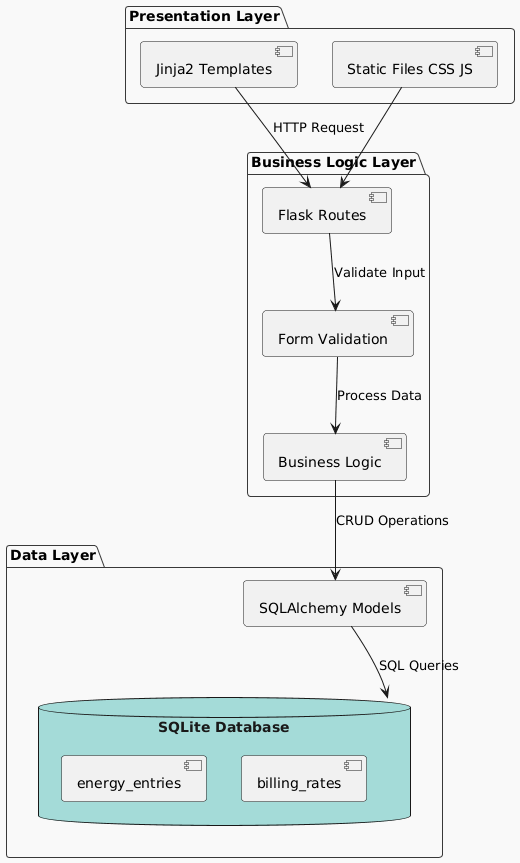 Presentation Layer
Jinja2 Templates
Static Files CSS JS
HTTP Request
Business Logic Layer
Flask Routes
Validate Input
Form Validation
Process Data
Business Logic
CRUD Operations
Data Layer
SQLAlchemy Models
SQL Queries
SQLite Database
energy_entries
billing_rates